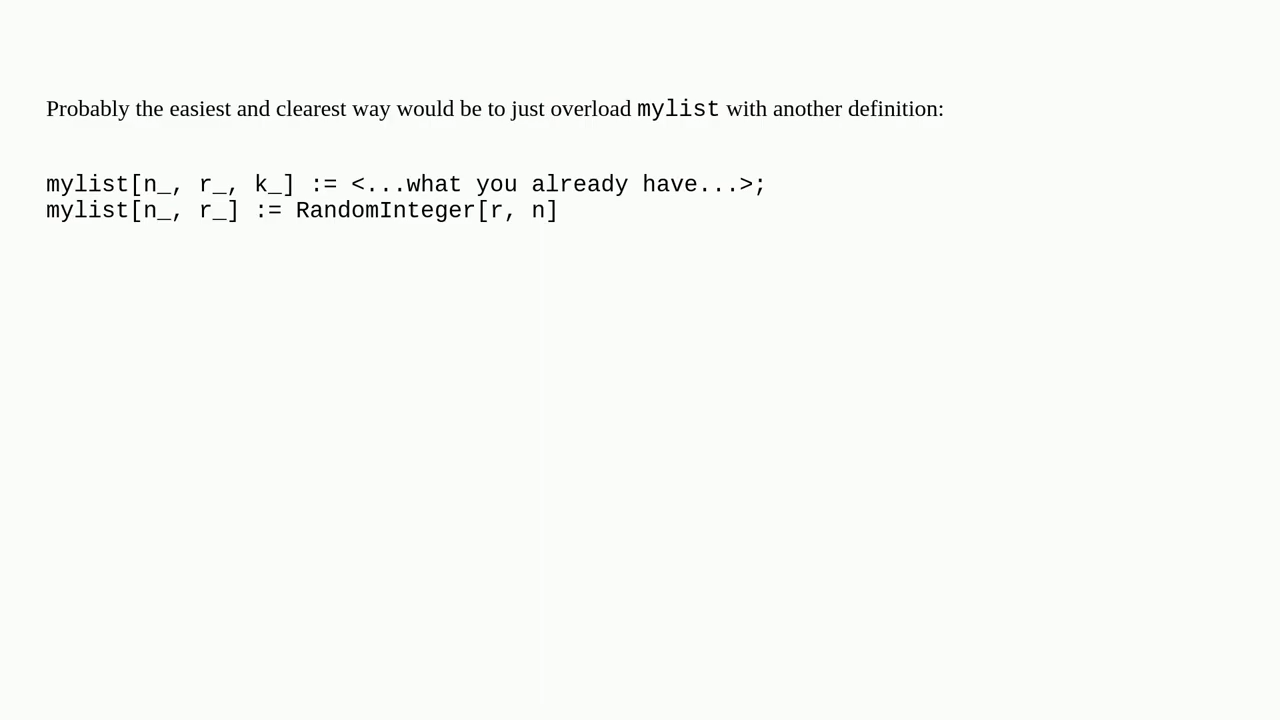 Probably the easiest and clearest way would be to just overload mylist with another definition:
mylist[n_, r_, k_] := <...what you already have...>;
mylist[n_, r_] := RandomInteger[r, n]